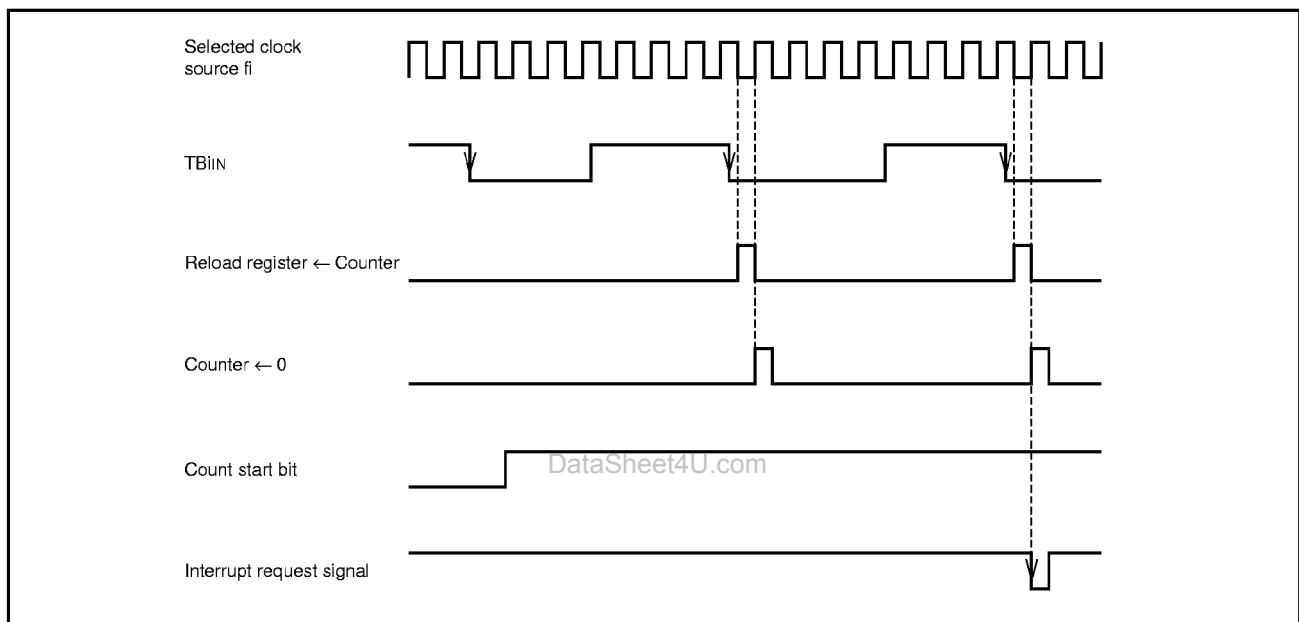 Selected clock
source fi
TBiIN
Reload register ← Counter
Counter ← 0
Count start bit
DataSheet4U.com
Interrupt request signal